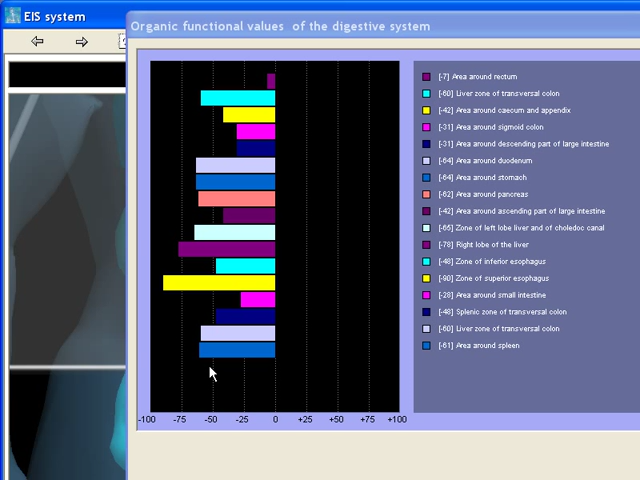 EIS system
Organic functional values of the digestive system
[-7] Area around rectum
[-60] Liver zone of transversal colon
[-42] Area around caecum and appendix
[-31] Area around sigmoid colon
[-31] Area around descending part of large intestine
[-64] Area around duodenum
[-64] Area around stomach
[-62] Area around pancreas
[-42] Area around ascending part of large intestine
[-65] Zone of left lobe liver and of choledoc canal
[-78] Right lobe of the liver
[-48] Zone of inferior esophagus
[-90] Zone of superior esophagus
[-28] Area around small intestine
[-48] Splenic zone of transversal colon
[-60] Liver zone of transversal colon
[-61] Area around spleen
-100 -75 -50 -25 0 +25 +50 +75 +100